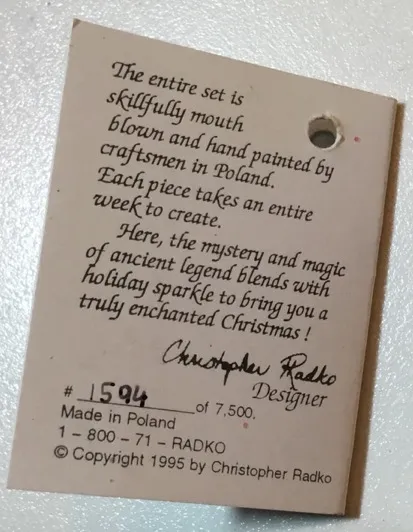 The entire set is
skillfully mouth
blown and hand painted by
craftsmen in Poland.
Each piece takes an entire
week to create.
Here, the mystery and magic
of ancient legend blends with
holiday sparkle to bring you a
truly enchanted Christmas !
Christopher Radko
Designer
# 1594 of 7,500.
Made in Poland
1 – 800 – 71 – RADKO
© Copyright 1995 by Christopher Radko